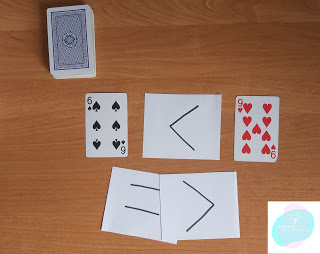 6 < 9
= >